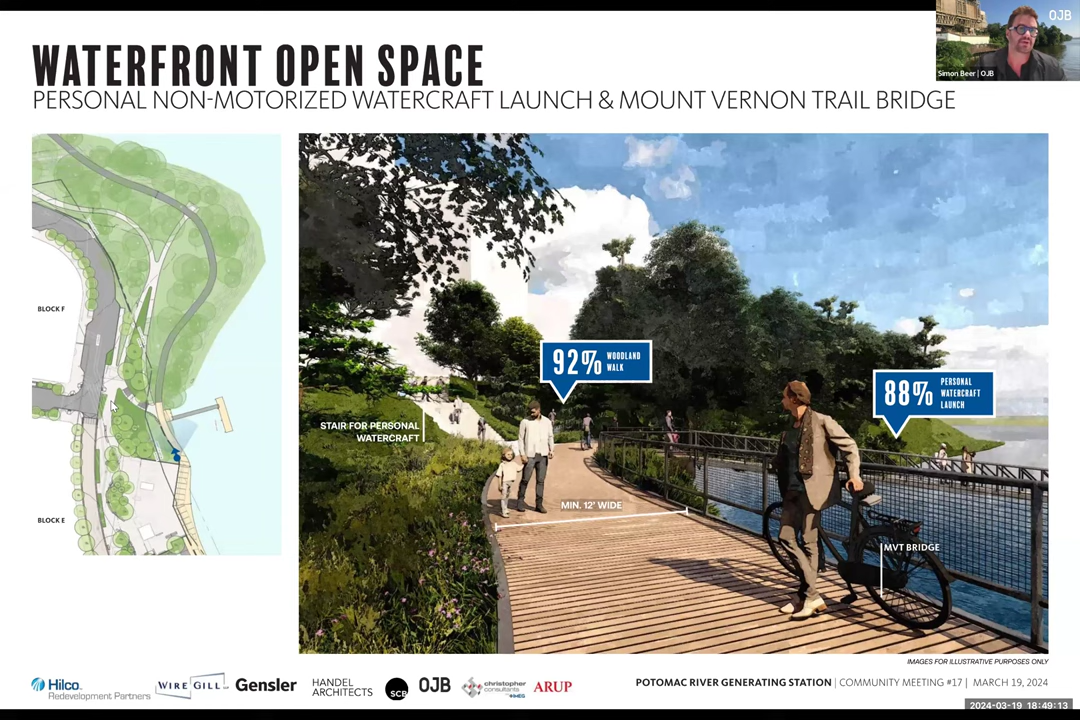 WATERFRONT OPEN SPACE
PERSONAL NON-MOTORIZED WATERCRAFT LAUNCH & MOUNT VERNON TRAIL BRIDGE
OJB
Simon Beer | OJB
BLOCK F
BLOCK E
92% WOODLAND
WALK
88% PERSONAL
WATERCRAFT
LAUNCH
STAIR FOR PERSONAL
WATERCRAFT
MIN. 12' WIDE
MVT BRIDGE
IMAGES FOR ILLUSTRATIVE PURPOSES ONLY
Hilco
Redevelopment Partners
WIRE GILL
Gensler
HANDEL
ARCHITECTS
SCB
OJB
christopher
consultants
ARUP
POTOMAC RIVER GENERATING STATION | COMMUNITY MEETING #17 | MARCH 19, 2024
2024-03-19 18:49:13